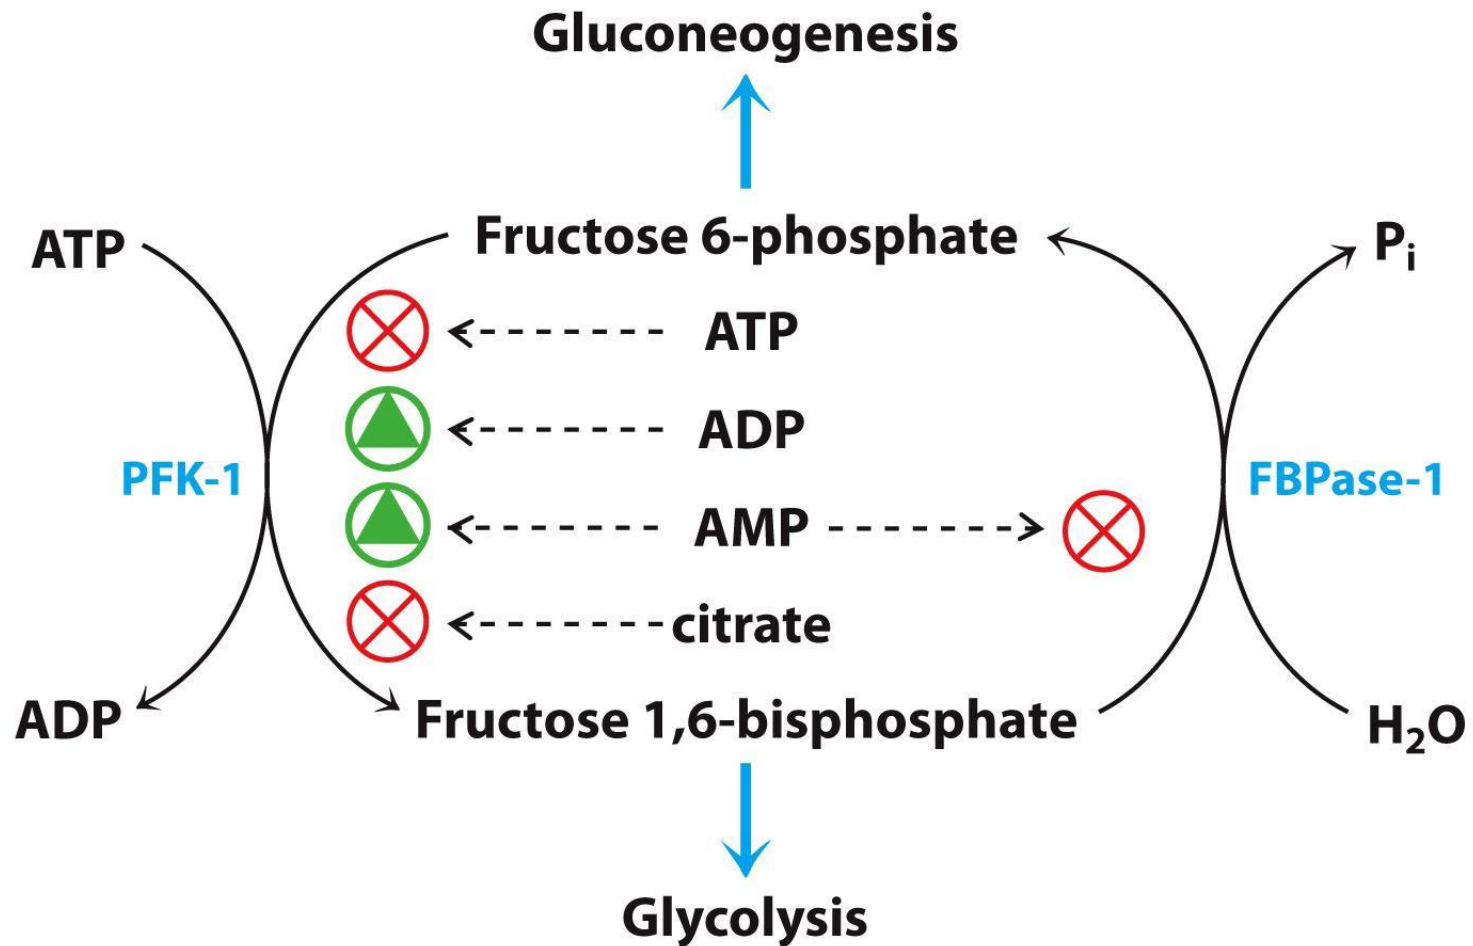 Gluconeogenesis
ATP
Fructose 6-phosphate
Pi
ATP
ADP
PFK-1
FBPase-1
AMP
citrate
ADP
Fructose 1,6-bisphosphate
H2O
Glycolysis